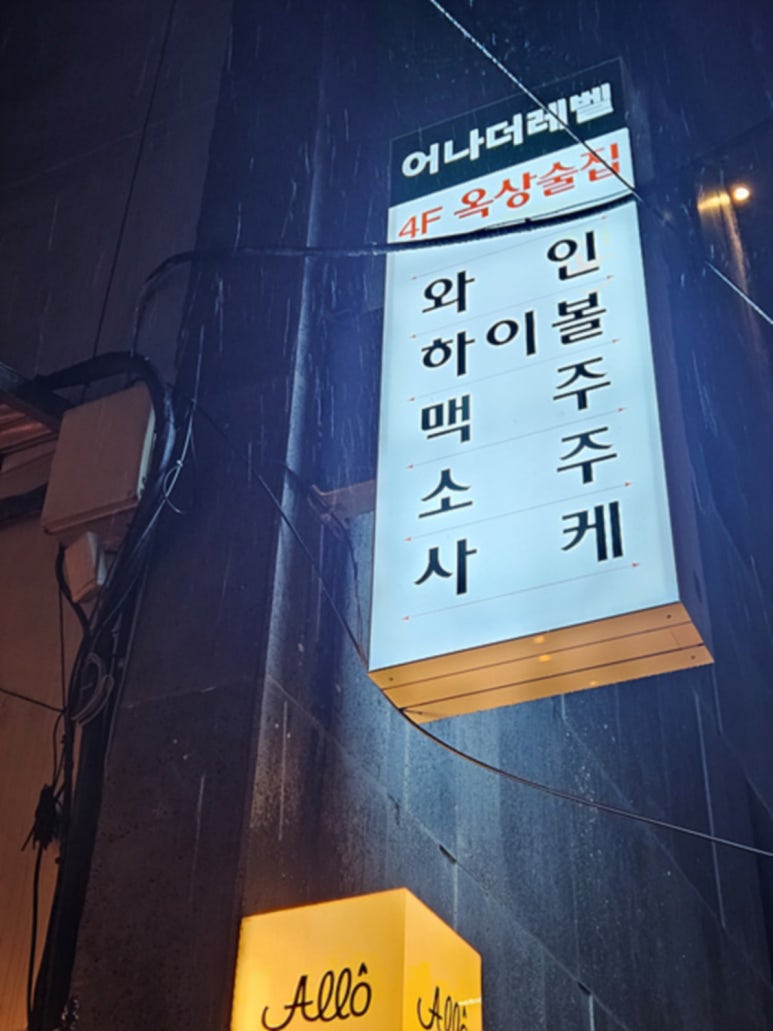 어나더레벨
4F 옥상술집
와 인
하 이 볼
맥 주
소 주
사 케
Allô
Allô